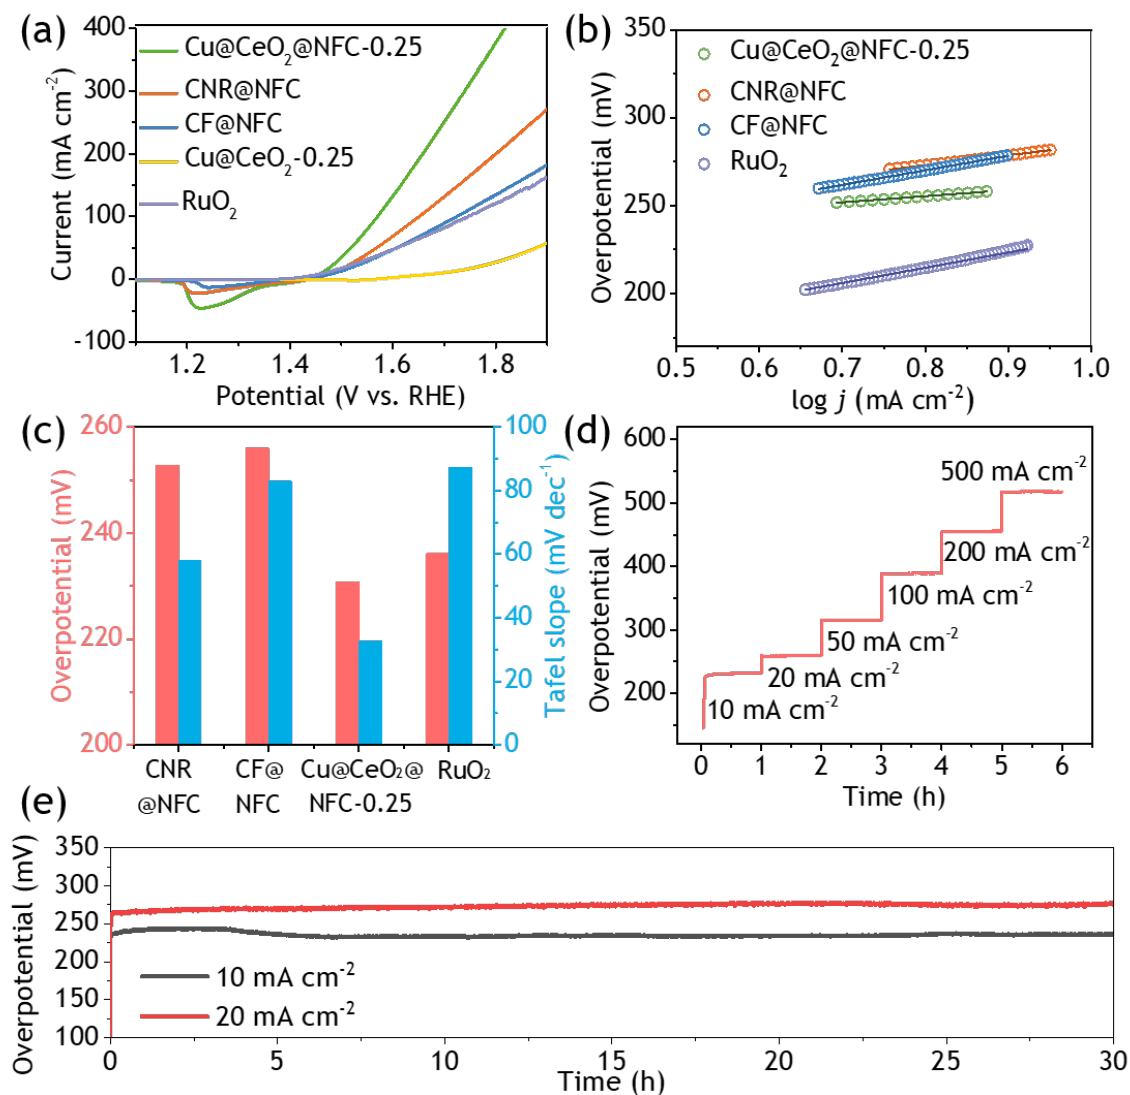 (a)
Cu@CeO₂@NFC-0.25
CNR@NFC
CF@NFC
Cu@CeO₂-0.25
RuO₂
400
300
200
100
0
-100
Current (mA cm⁻²)
1.2
1.4
1.6
1.8
Potential (V vs. RHE)
(b)
Cu@CeO₂@NFC-0.25
CNR@NFC
CF@NFC
RuO₂
350
300
250
200
Overpotential (mV)
0.5
0.6
0.7
0.8
0.9
1.0
log j (mA cm⁻²)
(c)
260
240
220
200
Overpotential (mV)
100
80
60
40
20
0
Tafel slope (mV dec⁻¹)
CNR
@NFC
CF@
NFC
Cu@CeO₂@
NFC-0.25
RuO₂
(d)
600
500
400
300
200
Overpotential (mV)
500 mA cm⁻²
200 mA cm⁻²
100 mA cm⁻²
50 mA cm⁻²
20 mA cm⁻²
10 mA cm⁻²
0
1
2
3
4
5
6
Time (h)
(e)
350
300
250
200
150
100
Overpotential (mV)
10 mA cm⁻²
20 mA cm⁻²
0
5
10
15
20
25
30
Time (h)